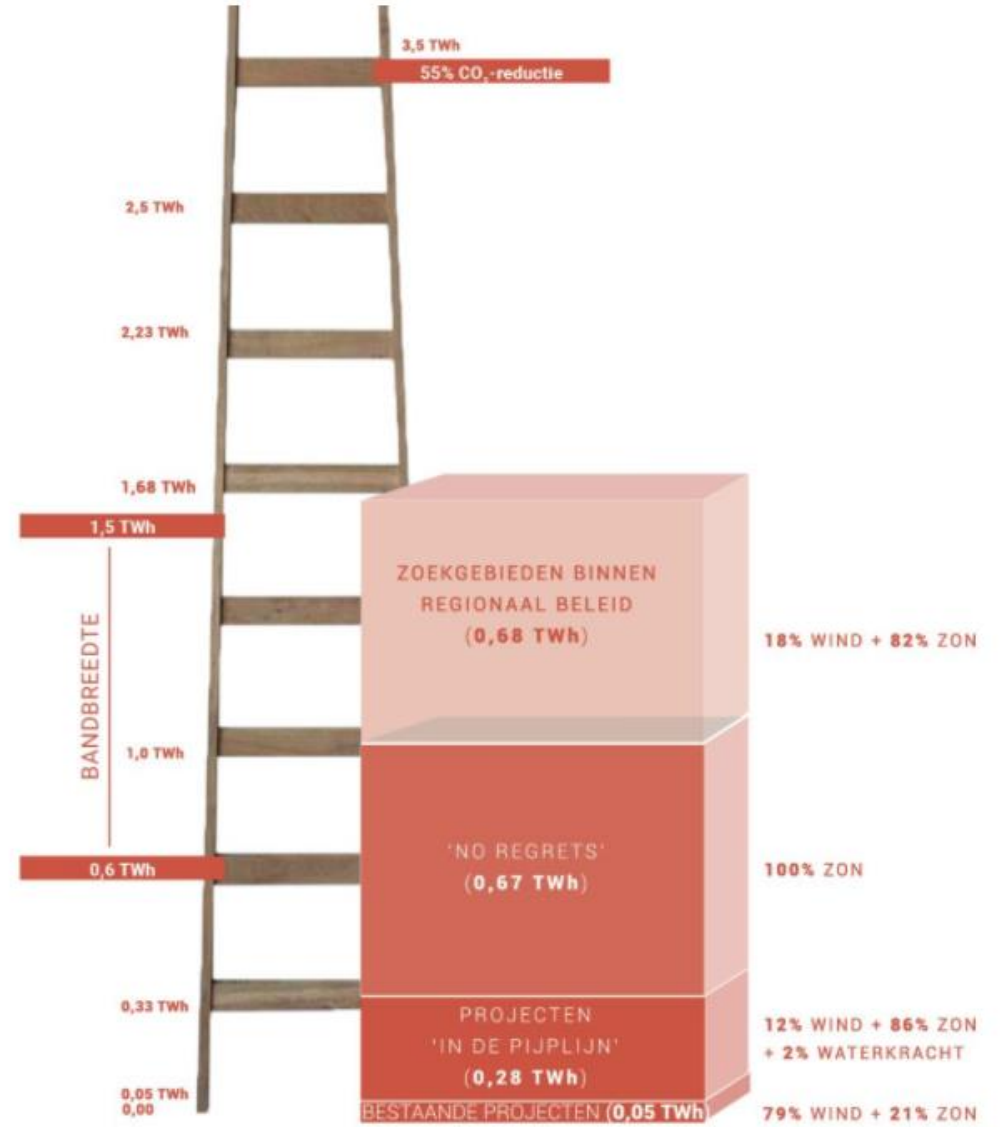 3,5 TWh
55% CO₂-reductie
2,5 TWh
2,23 TWh
1,68 TWh
1,5 TWh
BANDBREEDTE
1,0 TWh
0,6 TWh
0,33 TWh
0,05 TWh
0,00
ZOEKGEBIEDEN BINNEN
REGIONAAL BELEID
(0,68 TWh)
18% WIND + 82% ZON
'NO REGRETS'
(0,67 TWh)
100% ZON
PROJECTEN
'IN DE PIJPLIJN'
(0,28 TWh)
12% WIND + 86% ZON
+ 2% WATERKRACHT
BESTAANDE PROJECTEN (0,05 TWh)
79% WIND + 21% ZON